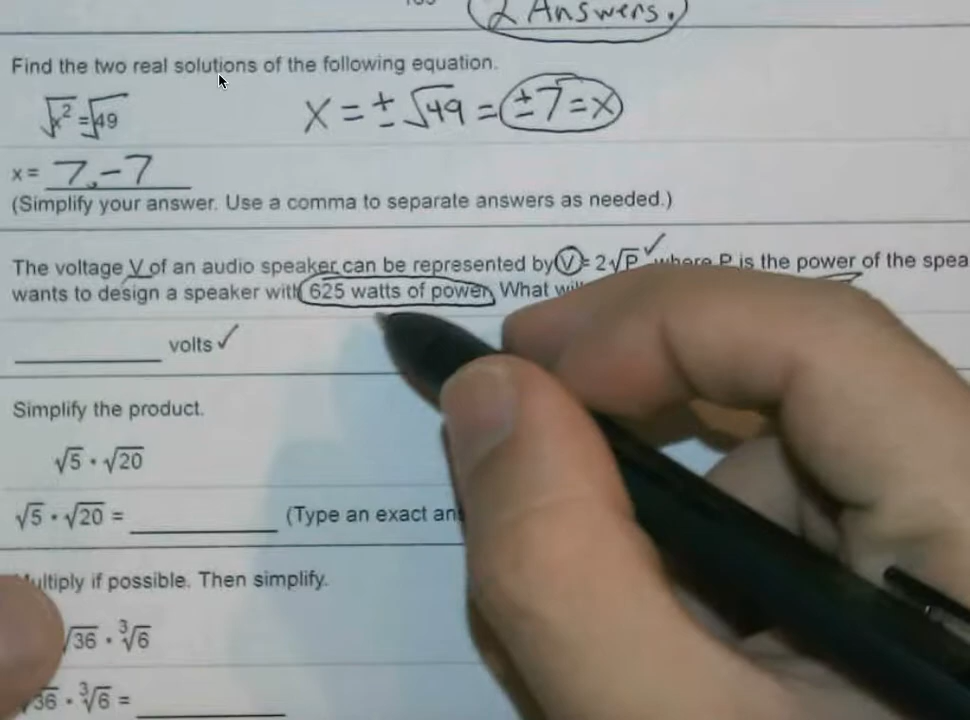 2 Answers.
Find the two real solutions of the following equation.
√x² = √49 x = ± √49 = ±7 = x
x = 7, -7
(Simplify your answer. Use a comma to separate answers as needed.)
The voltage V of an audio speaker can be represented by V = 2√P where P is the power of the
wants to design a speaker with 625 watts of power. What
volts ✓
Simplify the product.
√5 • √20
√5 • √20 = (Type an exact
Multiply if possible. Then simplify.
√36 • ∛6
√36 • ∛6 =